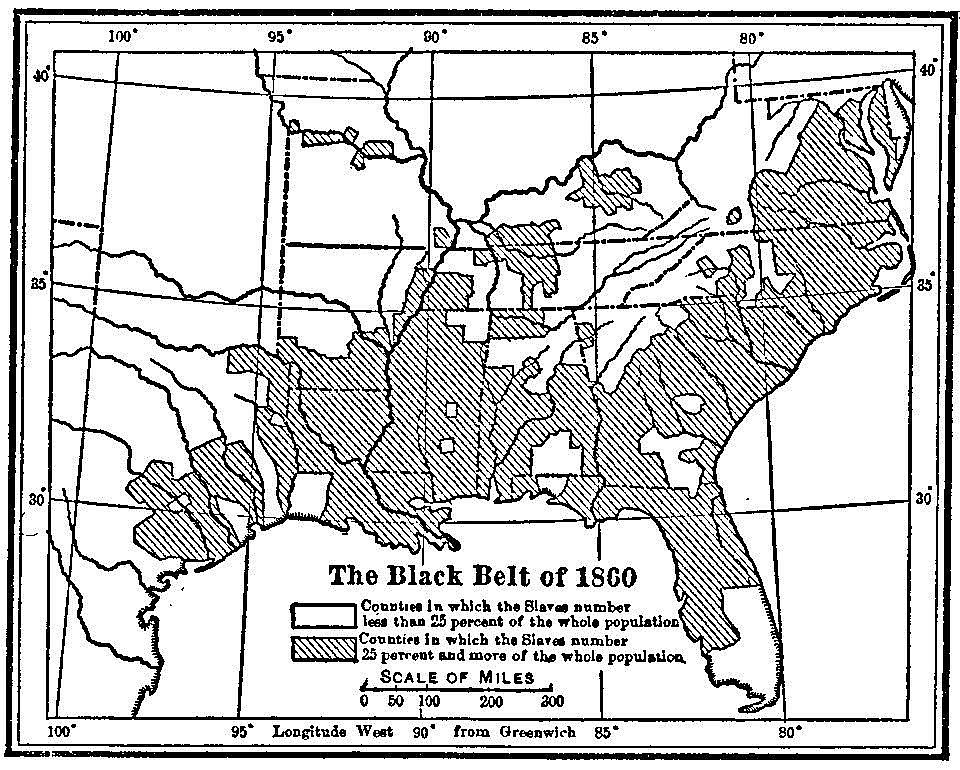 100° 95° 90° 85° 80°
40° 40°
35° 35°
30° 30°
The Black Belt of 1860
Counties in which the Slaves number
less than 25 percent of the whole population
Counties in which the Slaves number
25 percent and more of the whole population.
SCALE OF MILES
0 50 100 200 300
100° 95° Longitude West 90° from Greenwich 85° 80°